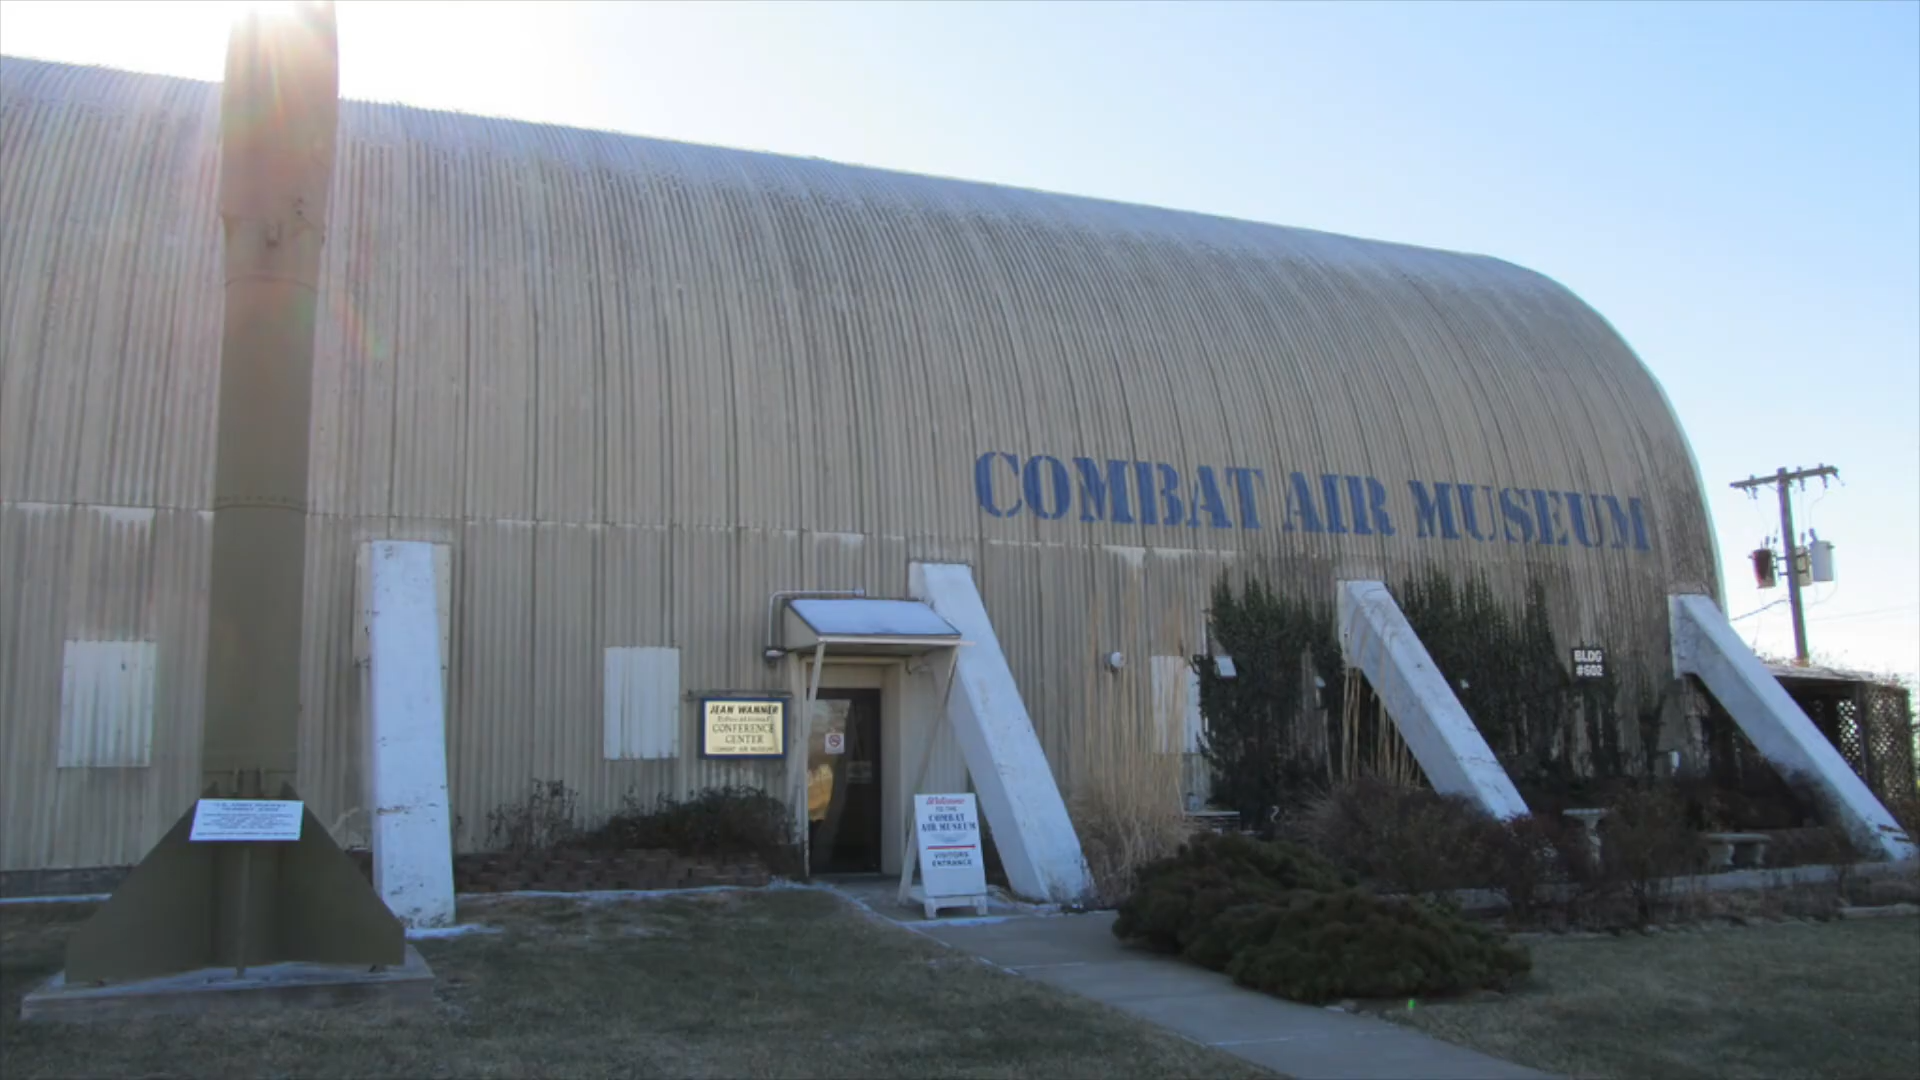 COMBAT AIR MUSEUM
BLDG
#602
JEAN WANNER
Educational
CONFERENCE
CENTER
COMBAT AIR MUSEUM
Welcome
TO THE
COMBAT
AIR MUSEUM
VISITORS
ENTRANCE